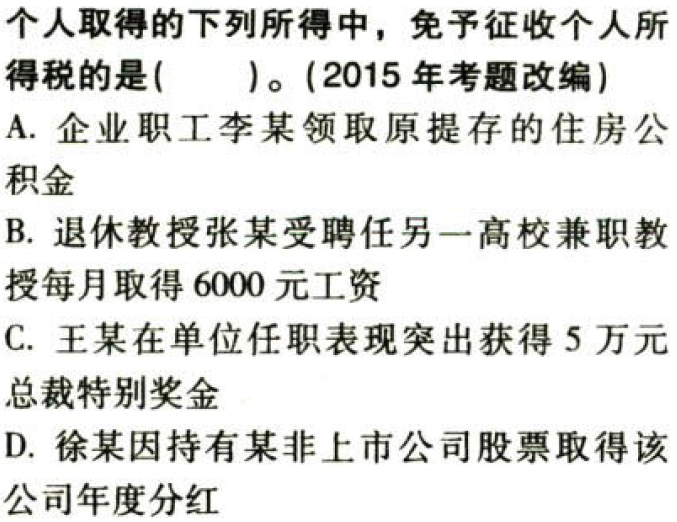 个人取得的下列所得中，免予征收个人所
得税的是(　　)。(2015 年考题改编)
A. 企业职工李某领取原提存的住房公
积金
B. 退休教授张某受聘任另一高校兼职教
授每月取得 6000 元工资
C. 王某在单位任职表现突出获得 5 万元
总裁特别奖金
D. 徐某因持有某非上市公司股票取得该
公司年度分红